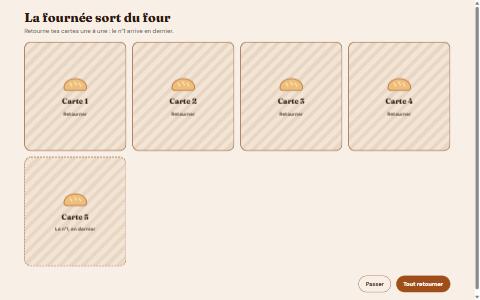 La fournée sort du four
Retourne tes cartes une à une : le n°1 arrive en dernier.
Carte 1
Retourner
Carte 2
Retourner
Carte 3
Retourner
Carte 4
Retourner
Carte 5
Le n°1, en dernier
Passer
Tout retourner